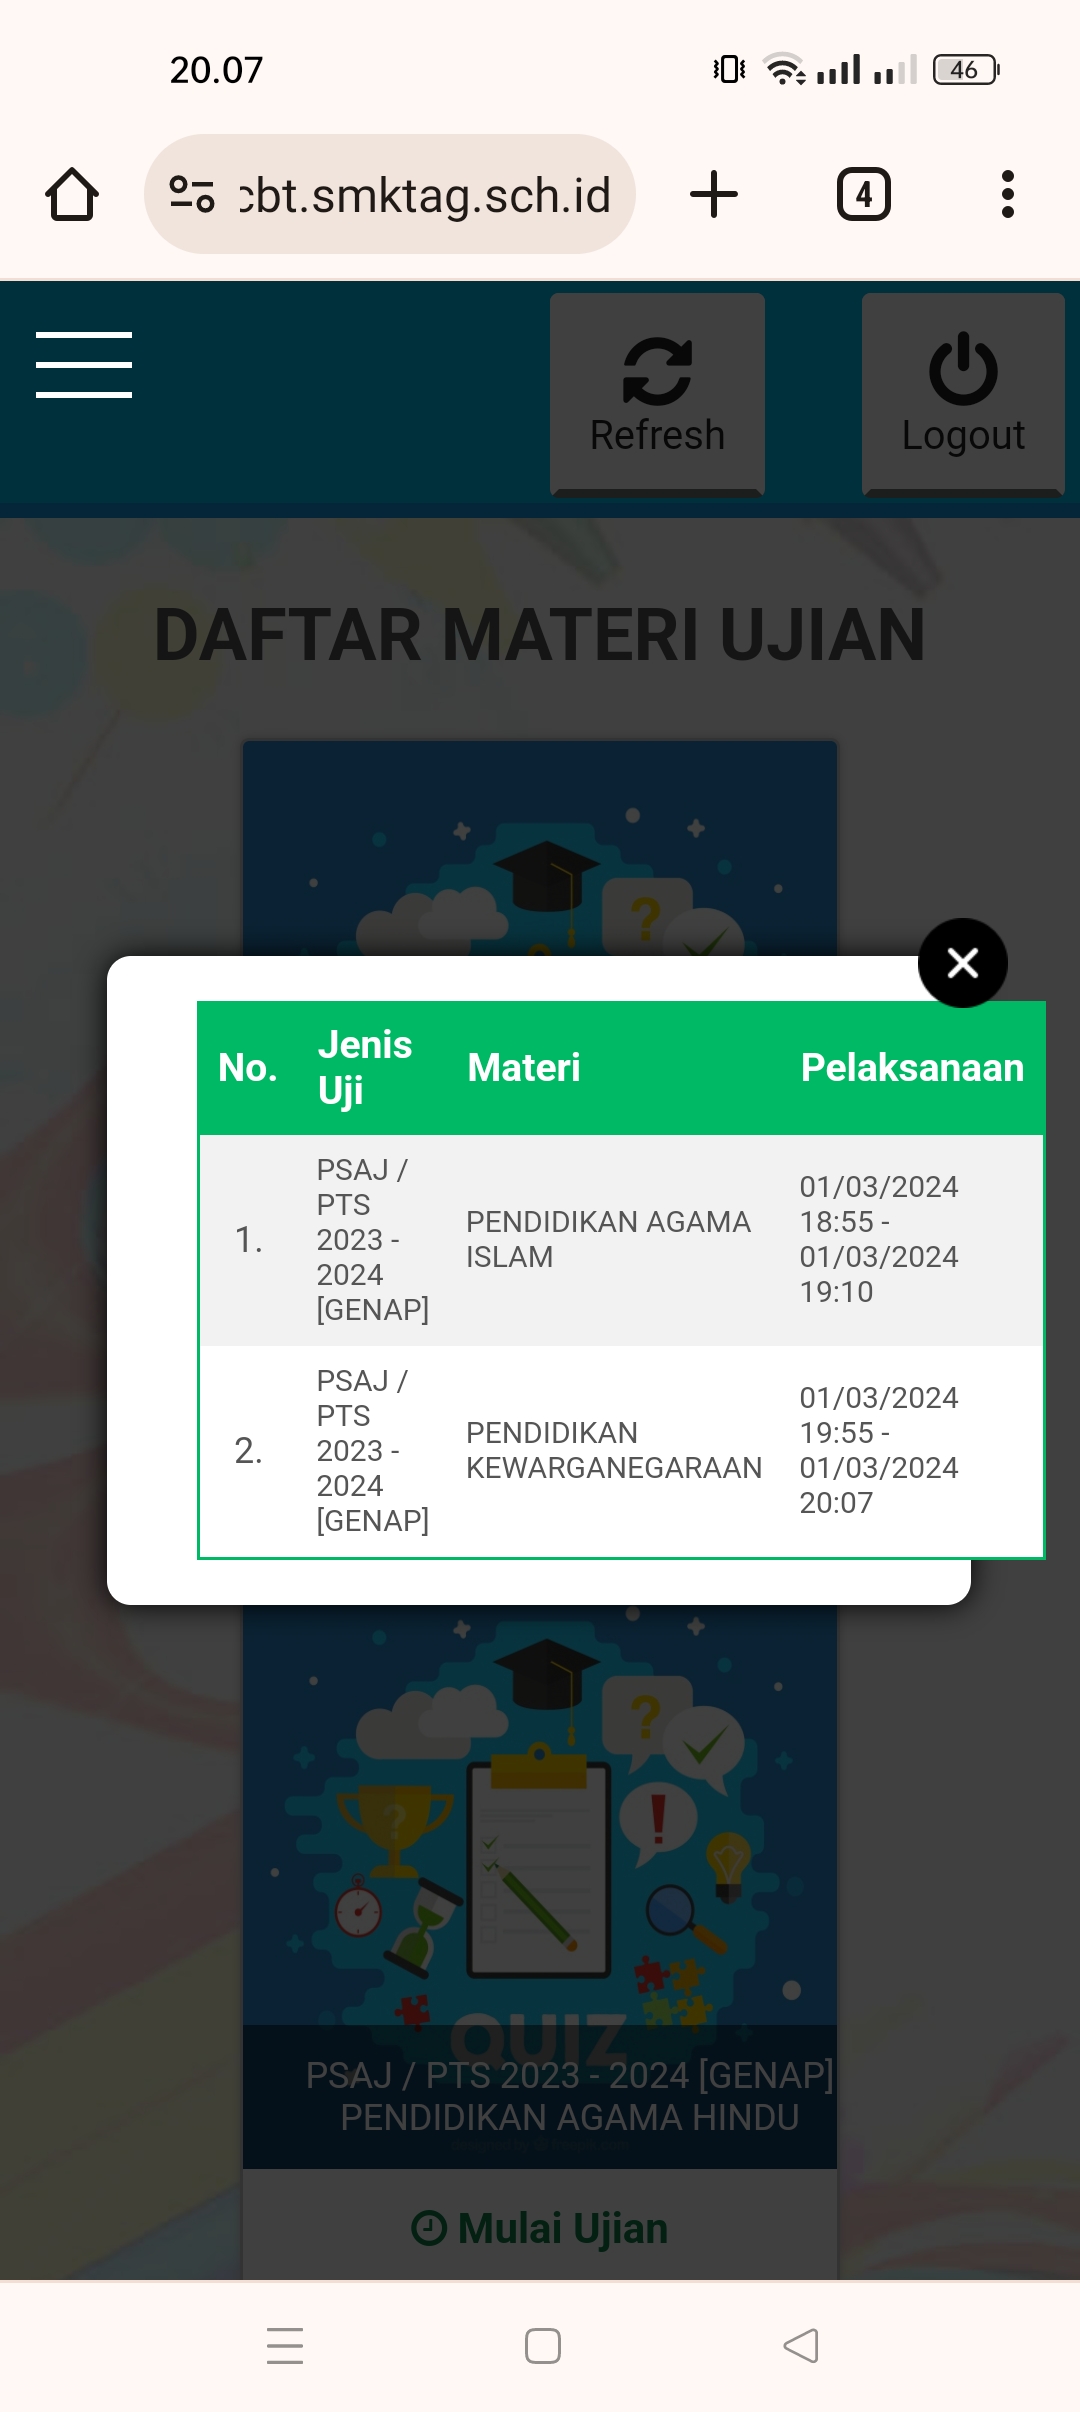 20.07
46
cbt.smktag.sch.id
4
Refresh
Logout
DAFTAR MATERI UJIAN
?
No.
Jenis
Uji
Materi
Pelaksanaan
1.
PSAJ /
PTS
2023 -
2024
[GENAP]
PENDIDIKAN AGAMA
ISLAM
01/03/2024
18:55 -
01/03/2024
19:10
2.
PSAJ /
PTS
2023 -
2024
[GENAP]
PENDIDIKAN
KEWARGANEGARAAN
01/03/2024
19:55 -
01/03/2024
20:07
?
?
!
QUIZ
PSAJ / PTS 2023 - 2024 [GENAP]
PENDIDIKAN AGAMA HINDU
Mulai Ujian